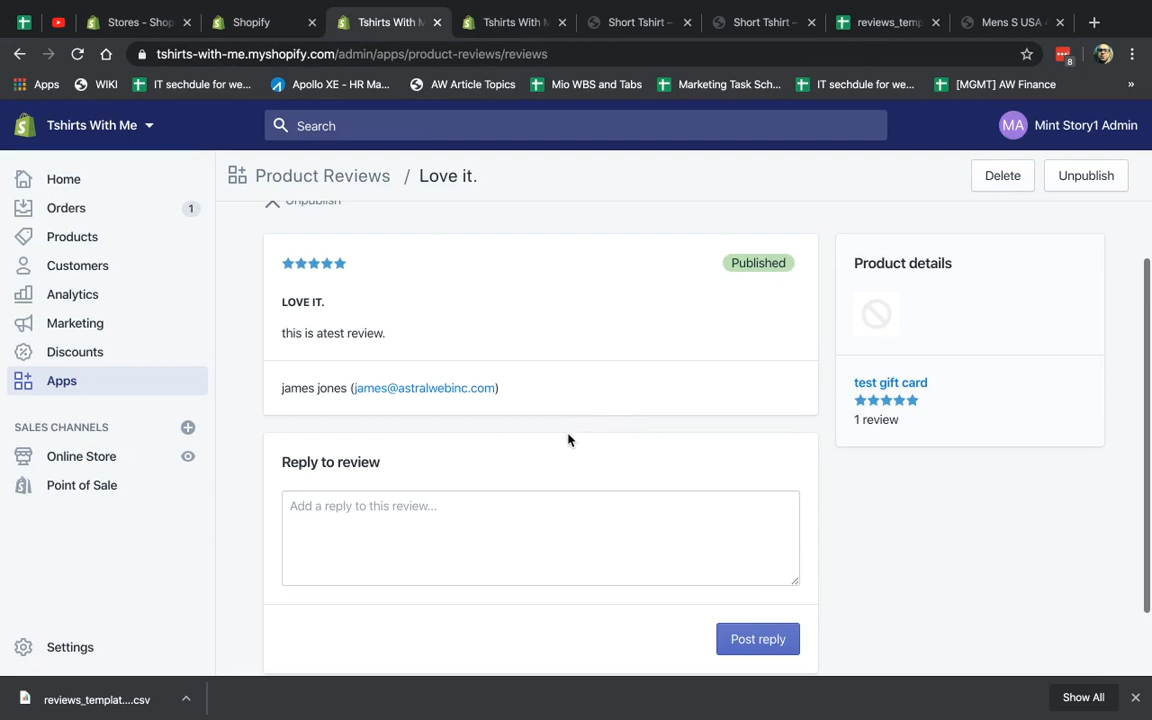 Stores - Shop
Shopify
Tshirts With M
Tshirts With M
Short Tshirt –
Short Tshirt –
reviews_temp
Mens S USA
tshirts-with-me.myshopify.com/admin/apps/product-reviews/reviews
8
Apps
WIKI
IT sechdule for we...
Apollo XE - HR Ma...
AW Article Topics
Mio WBS and Tabs
Marketing Task Sch...
IT sechdule for we...
[MGMT] AW Finance
»
Tshirts With Me
Search
MA
Mint Story1 Admin
Home
Orders
1
Products
Customers
Analytics
Marketing
Discounts
Apps
SALES CHANNELS
Online Store
Point of Sale
Settings
Product Reviews / Love it.
Delete
Unpublish
Unpublish
Published
LOVE IT.
this is atest review.
james jones (james@astralwebinc.com)
Reply to review
Add a reply to this review...
Post reply
Product details
test gift card
1 review
reviews_templat....csv
Show All